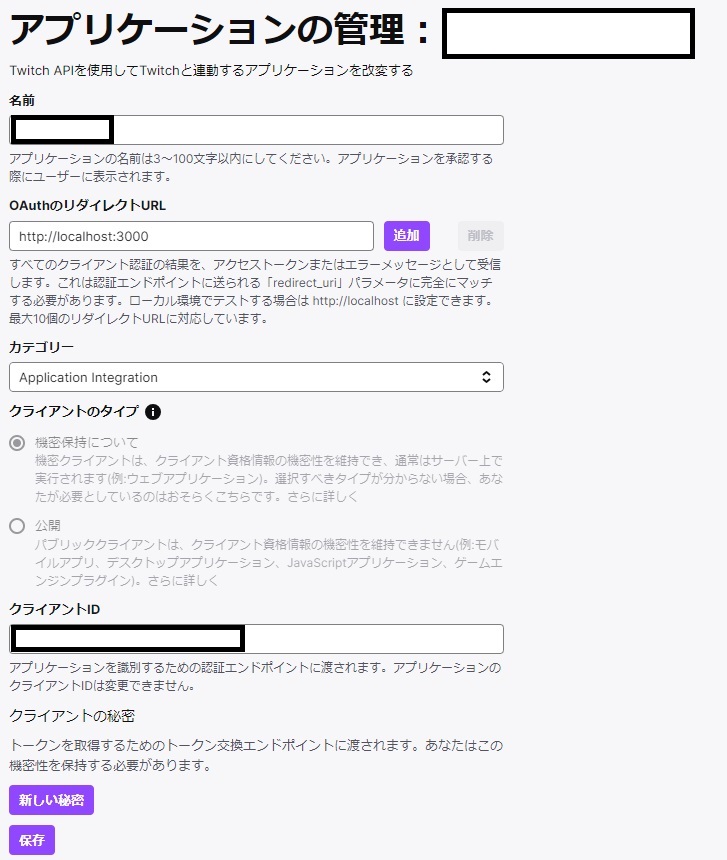 アプリケーションの管理：
Twitch APIを使用してTwitchと連動するアプリケーションを改変する
名前
アプリケーションの名前は3〜100文字以内にしてください。アプリケーションを承認する
際にユーザーに表示されます。
OAuthのリダイレクトURL
http://localhost:3000
追加
削除
すべてのクライアント認証の結果を、アクセストークンまたはエラーメッセージとして受信
します。これは認証エンドポイントに送られる「redirect_uri」パラメータに完全にマッチ
する必要があります。ローカル環境でテストする場合は http://localhost に設定できます。
最大10個のリダイレクトURLに対応しています。
カテゴリー
Application Integration
クライアントのタイプ
機密保持について
機密クライアントは、クライアント資格情報の機密性を維持でき、通常はサーバー上で
実行されます(例:ウェブアプリケーション)。選択すべきタイプが分からない場合、あな
たが必要としているのはおそらくこちらです。さらに詳しく
公開
パブリッククライアントは、クライアント資格情報の機密性を維持できません(例:モバ
イルアプリ、デスクトップアプリケーション、JavaScriptアプリケーション、ゲームエ
ンジンプラグイン)。さらに詳しく
クライアントID
アプリケーションを識別するための認証エンドポイントに渡されます。アプリケーションの
クライアントIDは変更できません。
クライアントの秘密
トークンを取得するためのトークン交換エンドポイントに渡されます。あなたはこの
機密性を保持する必要があります。
新しい秘密
保存